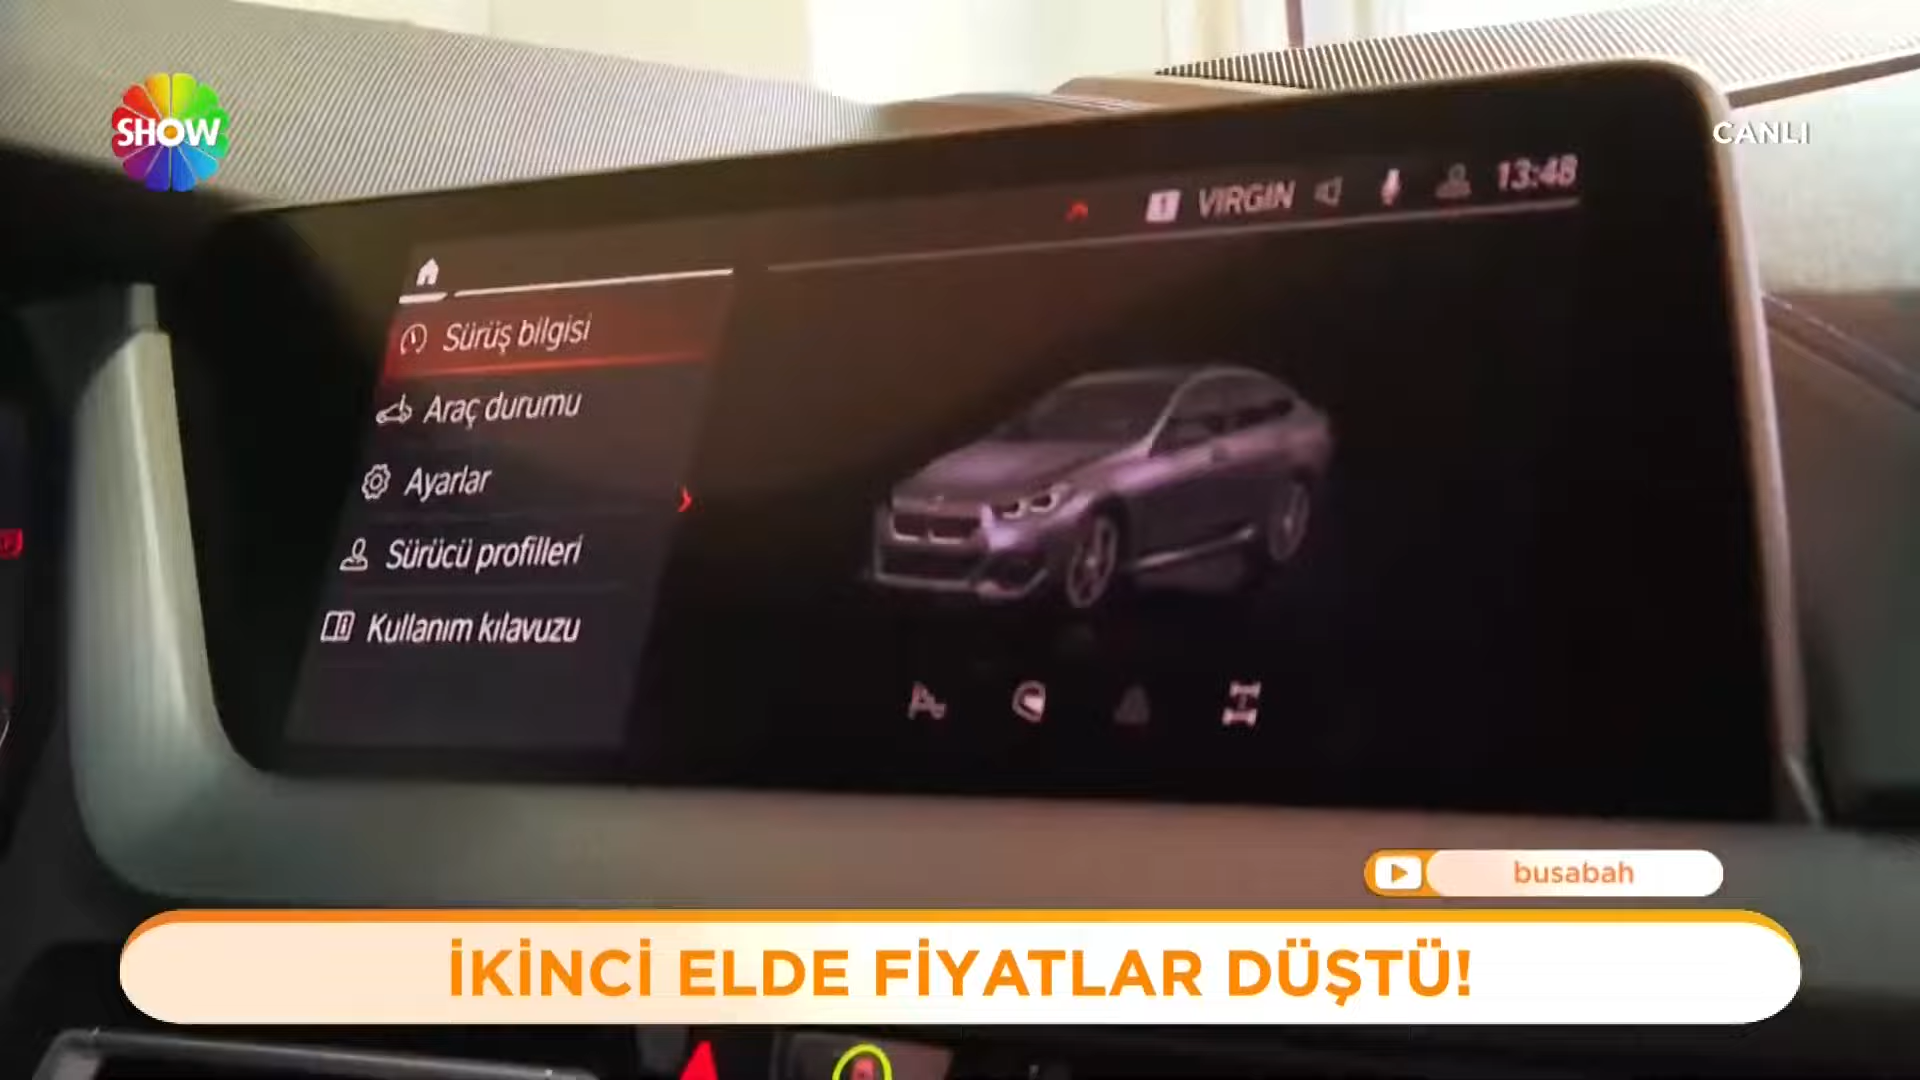 SHOW
CANLI
1 VIRGIN 13:48
Sürüş bilgisi
Araç durumu
Ayarlar
Sürücü profilleri
Kullanım kılavuzu
busabah
İKİNCİ ELDE FİYATLAR DÜŞTÜ!